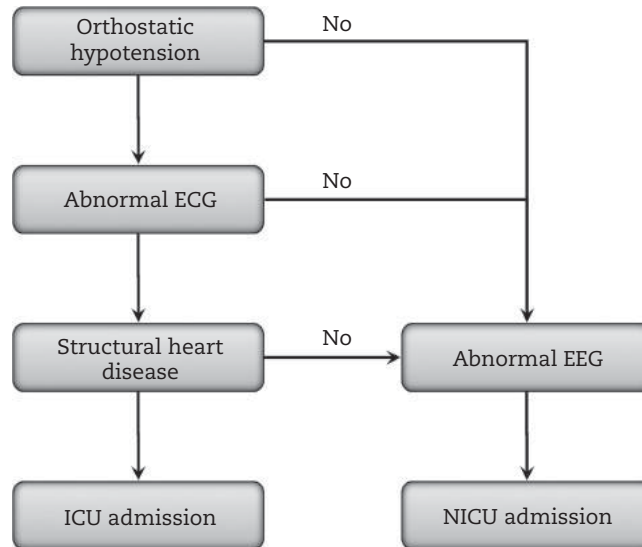 Orthostatic
hypotension
No
Abnormal ECG
No
Structural heart
disease
No
Abnormal EEG
ICU admission
NICU admission